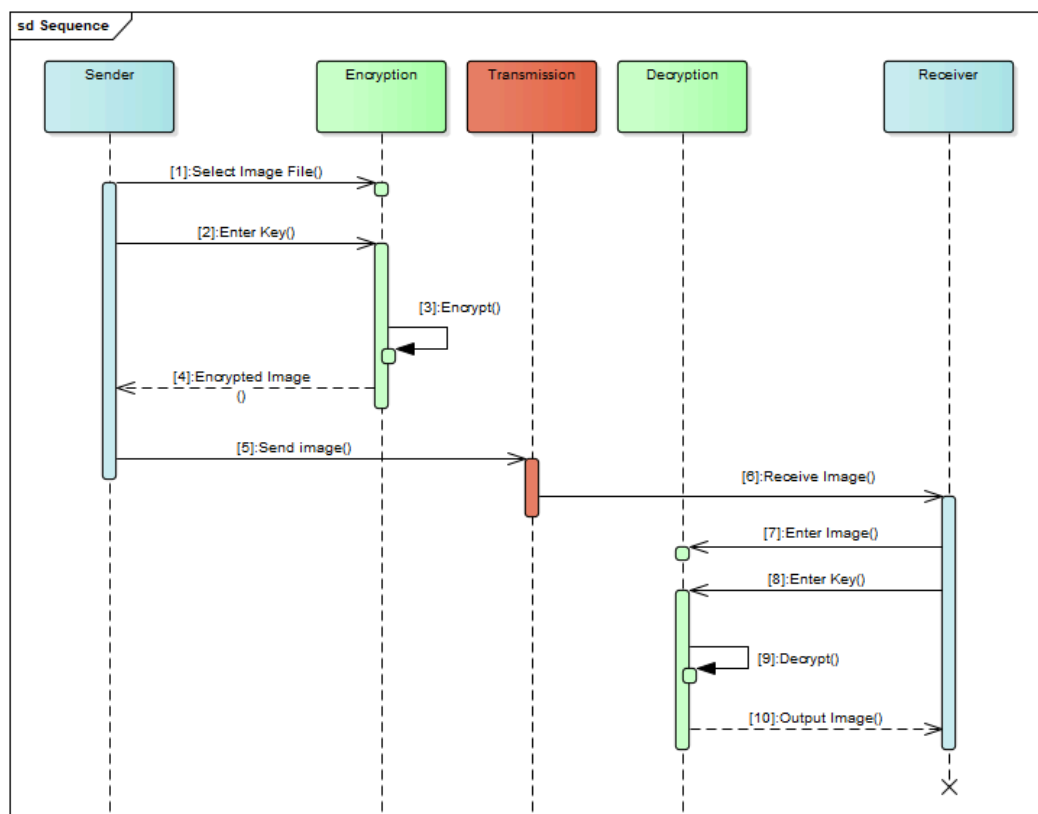 sd Sequence
Sender
Encryption
Transmission
Decryption
Receiver
[1]:Select Image File()
[2]:Enter Key()
[3]:Encrypt()
[4]:Encrypted Image
()
[5]:Send image()
[6]:Receive Image()
[7]:Enter Image()
[8]:Enter Key()
[9]:Decrypt()
[10]:Output Image()